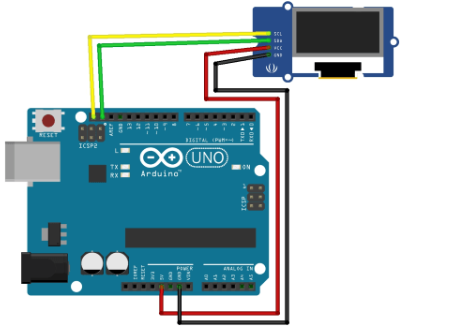 SCL
SDA
VCC
GND
RESET
ICSP2
AREF
GND
13
12
~11
~10
~9
8
7
~6
~5
4
~3
2
TX▶1
RX◀0
DIGITAL (PWM~)
L
TX
RX
UNO
Arduino™
ON
ICSP
IOREF
RESET
3V3
5V
GND
GND
VIN
A0
A1
A2
A3
A4
A5
POWER
ANALOG IN